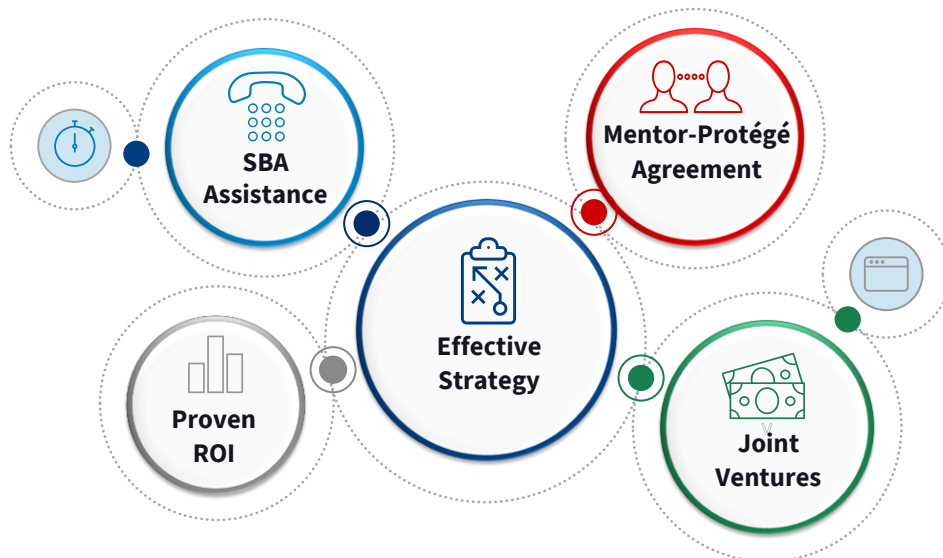 SBA
Assistance
Mentor-Protégé
Agreement
Effective
Strategy
Proven
ROI
Joint
Ventures